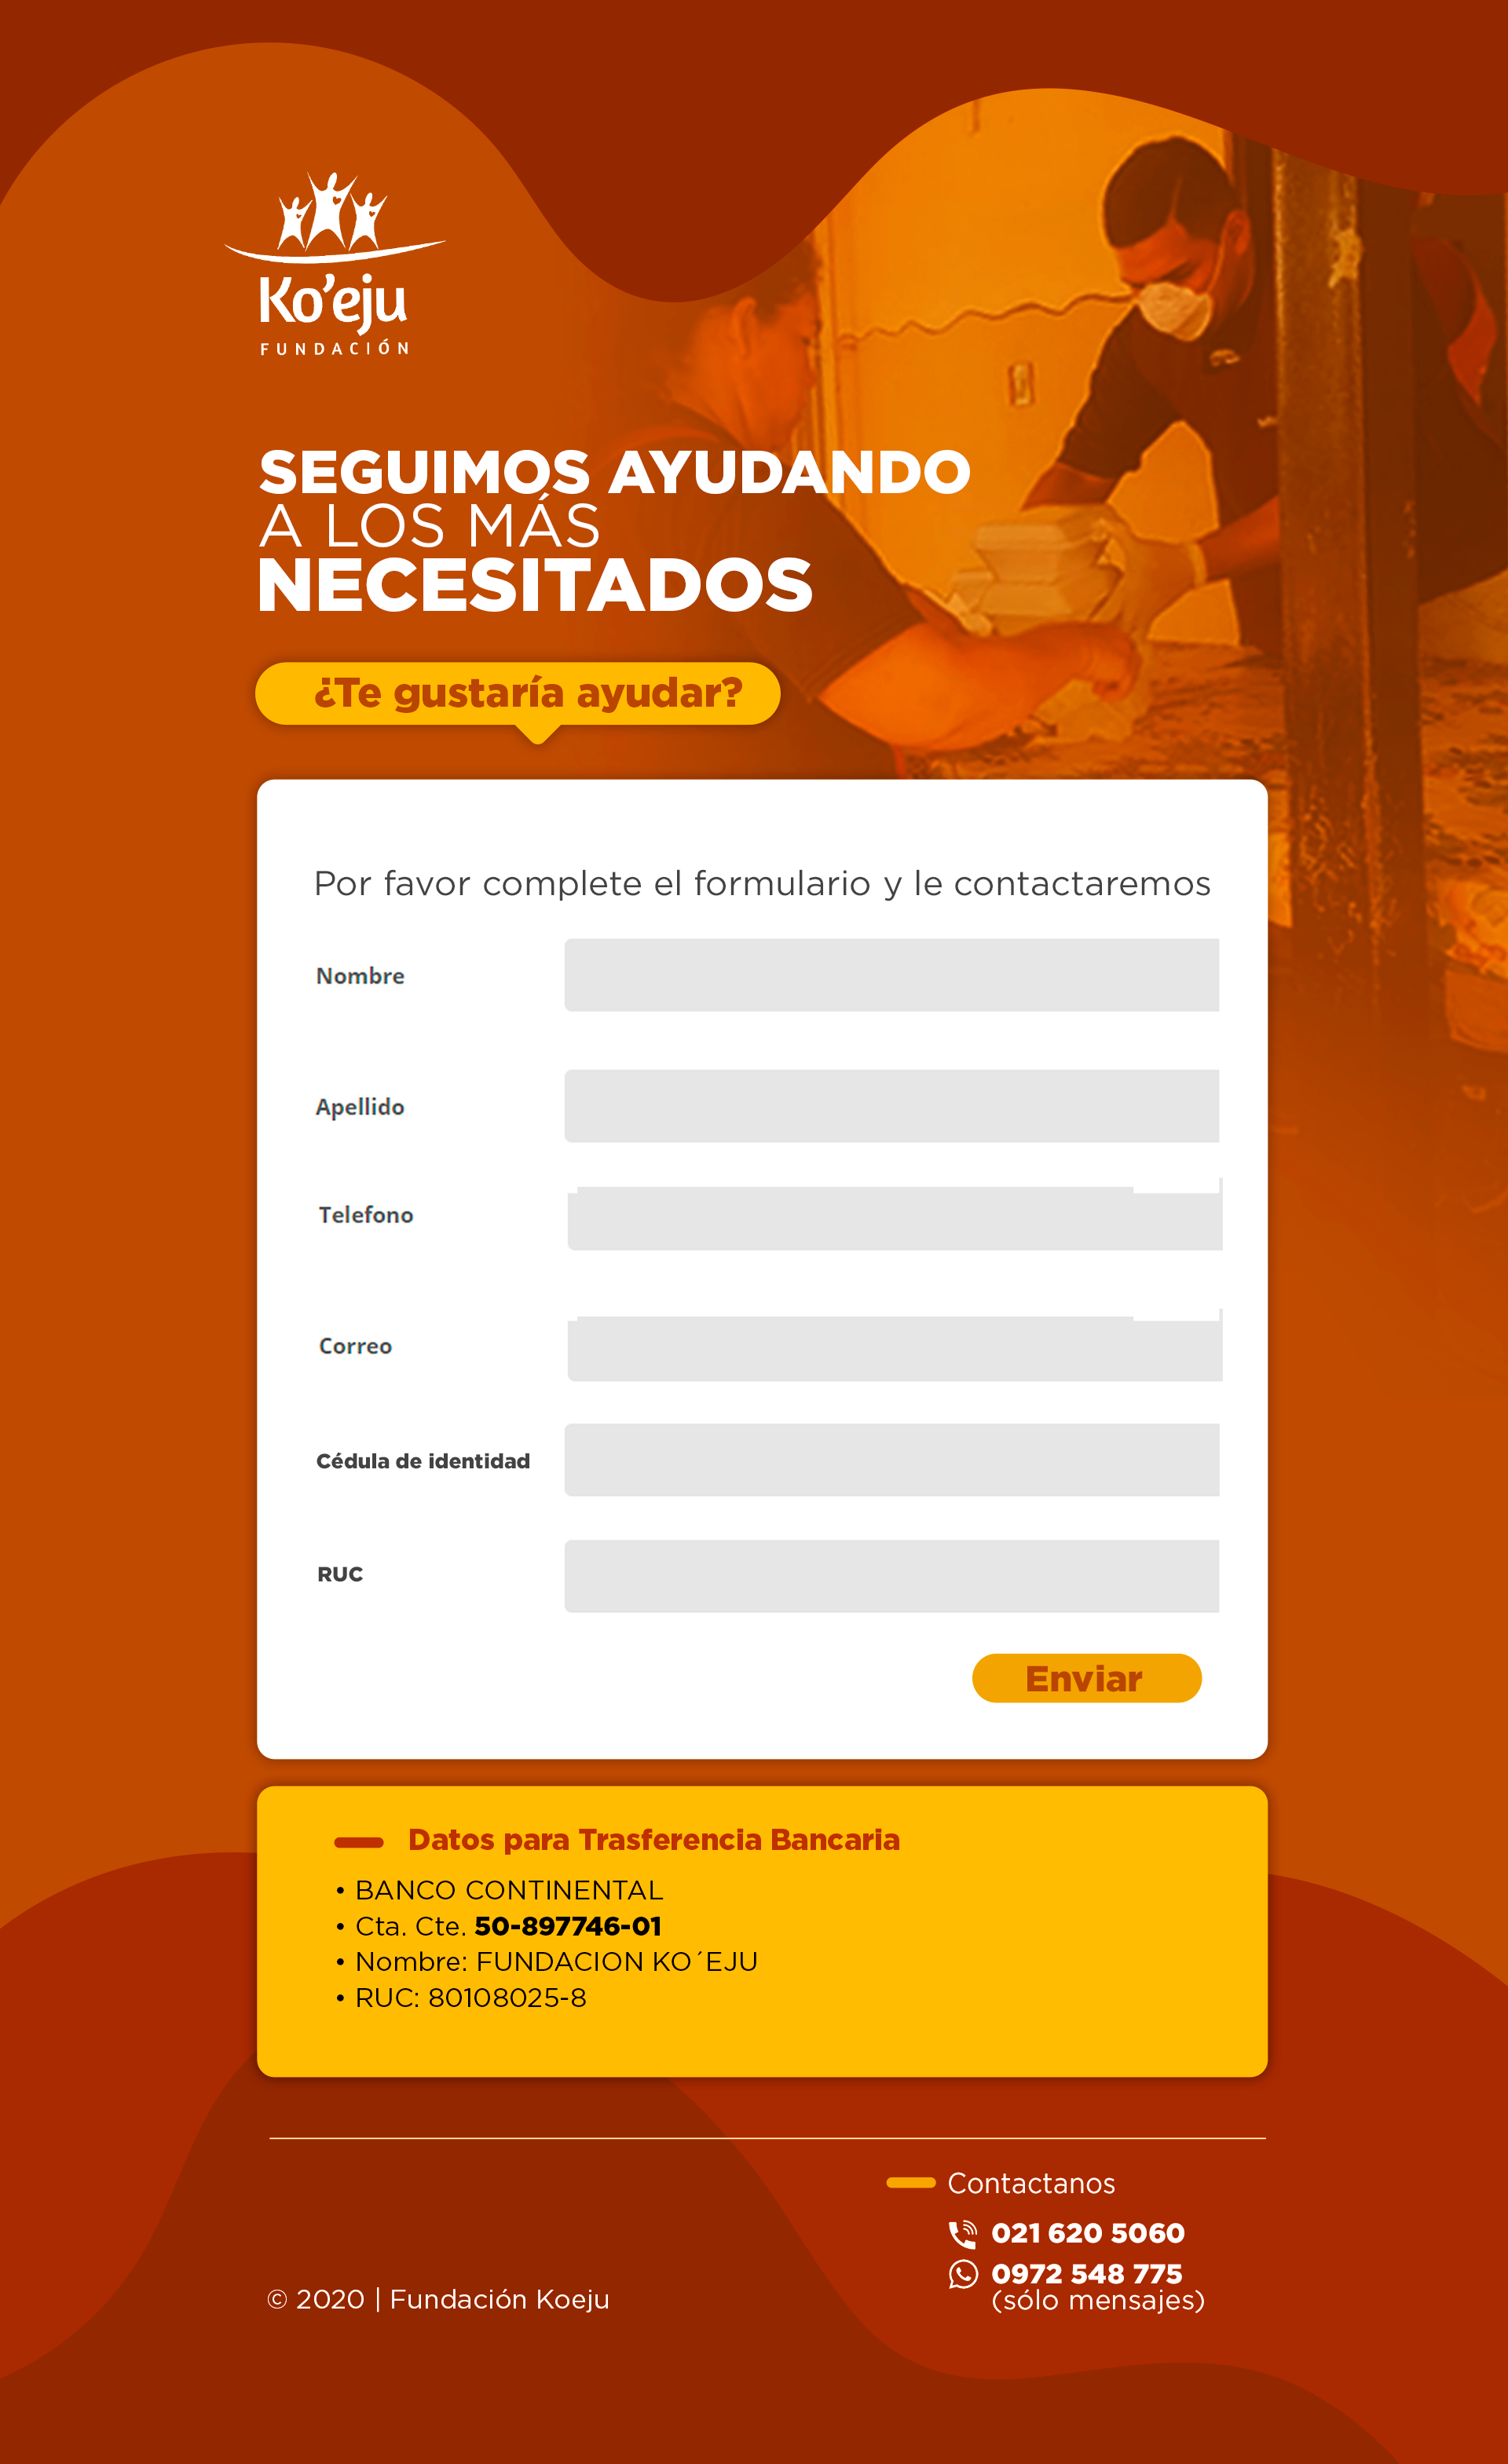 Ko'eju
FUNDACIÓN
SEGUIMOS AYUDANDO
A LOS MÁS
NECESITADOS
¿Te gustaría ayudar?
Por favor complete el formulario y le contactaremos
Nombre
Apellido
Telefono
Correo
Cédula de identidad
RUC
Enviar
Datos para Trasferencia Bancaria
• BANCO CONTINENTAL
• Cta. Cte. 50-897746-01
• Nombre: FUNDACION KO´EJU
• RUC: 80108025-8
Contactanos
021 620 5060
0972 548 775
(sólo mensajes)
© 2020 | Fundación Koeju